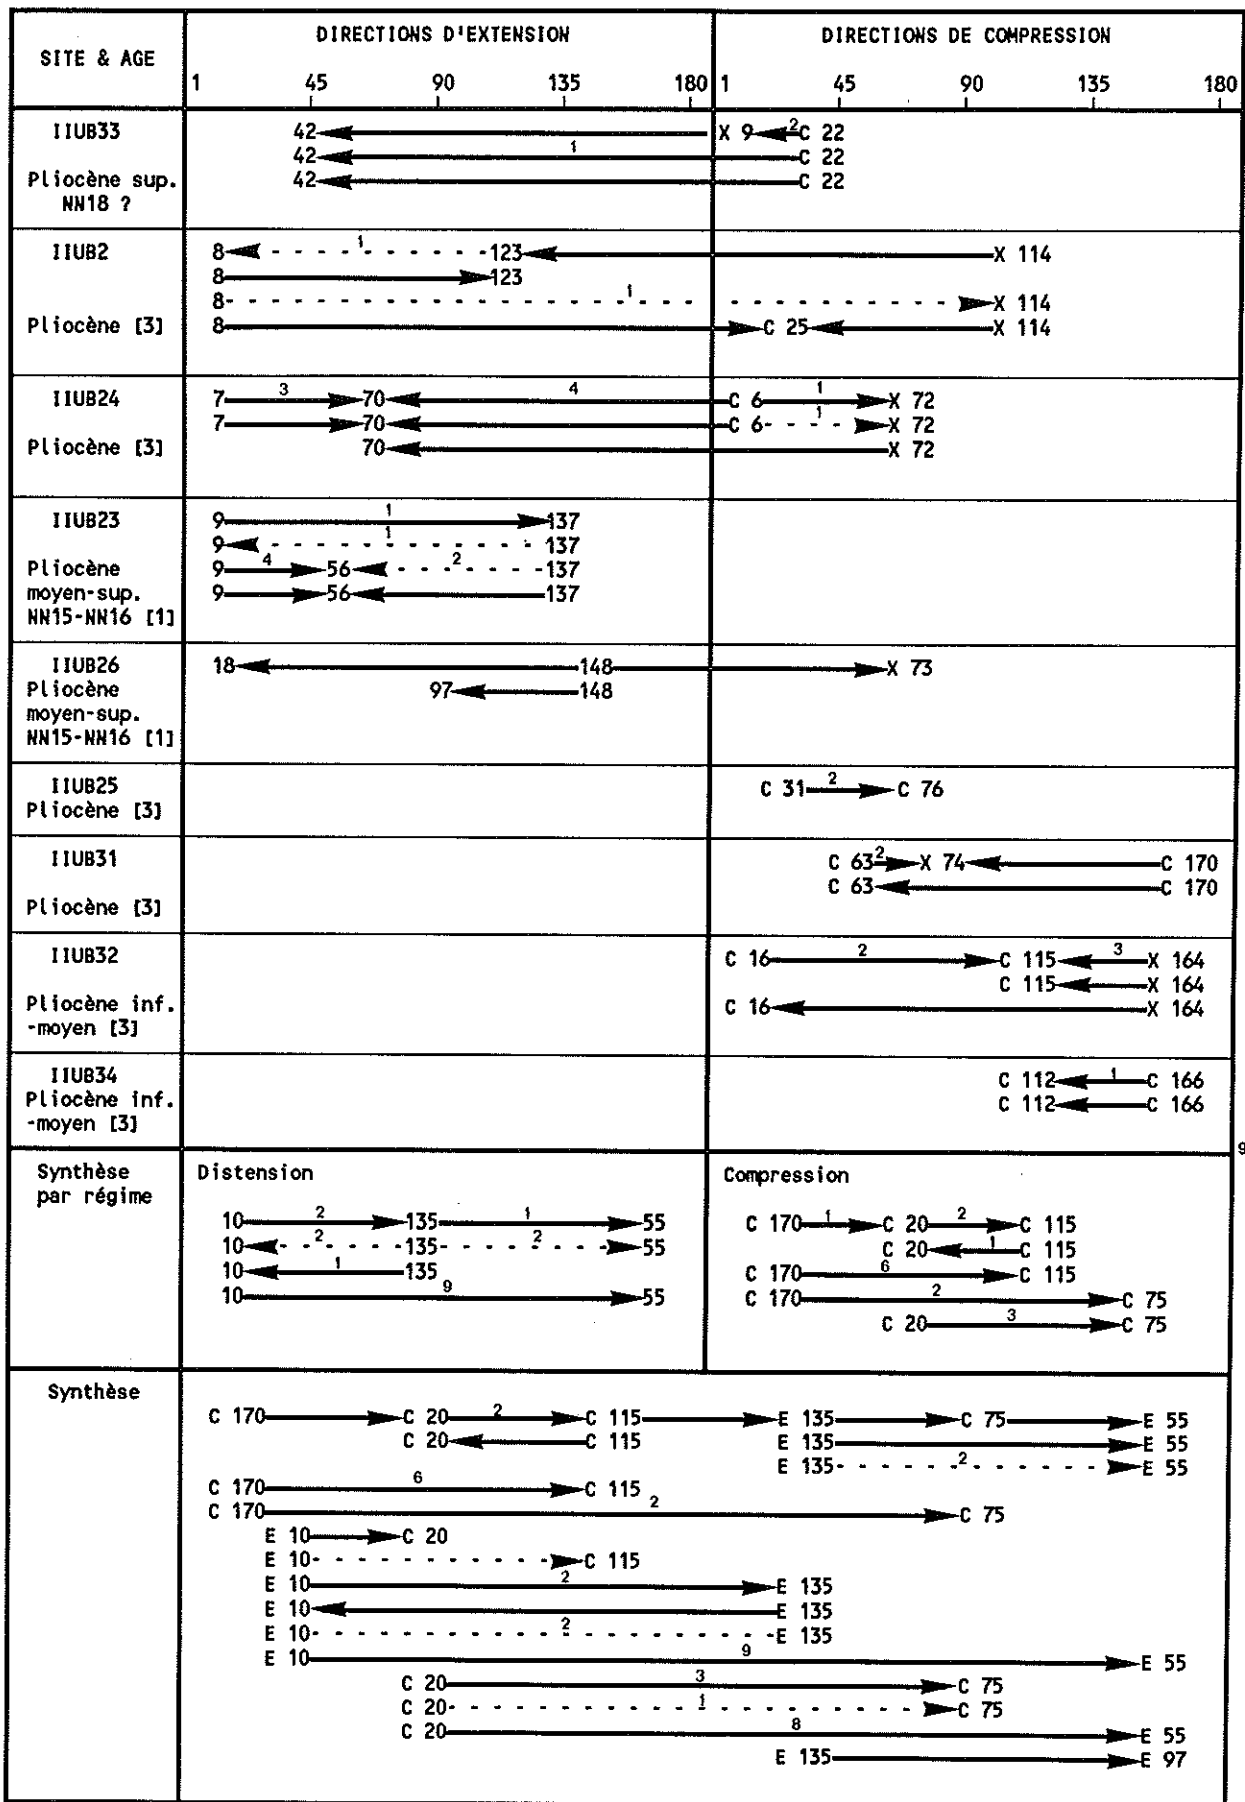 DIRECTIONS D'EXTENSION DIRECTIONS DE COMPRESSION
SITE & AGE
1 45 90 135 180 1 45 90 135 180
IIUB33 42 X 9 2 C 22
42 1 C 22
Pliocène sup. 42 C 22
NN18 ?
IIUB2 8 1 123 X 114
8 123
8 1 X 114
Pliocène [3] 8 C 25 X 114
IIUB24 7 3 70 4 C 6 1 X 72
7 70 C 6 1 X 72
Pliocène [3] 70 X 72
IIUB23 9 1 137
9 1 137
Pliocène 9 4 56 2 137
moyen-sup. 9 56 137
NN15-NN16 [1]
IIUB26 18 148 X 73
Pliocène 97 148
moyen-sup.
NN15-NN16 [1]
IIUB25 C 31 2 C 76
Pliocène [3]
IIUB31 C 63 2 X 74 C 170
C 63 C 170
Pliocène [3]
IIUB32 C 16 2 C 115 3 X 164
C 115 X 164
Pliocène inf. C 16 X 164
-moyen [3]
IIUB34 C 112 1 C 166
Pliocène inf. C 112 C 166
-moyen [3]
9
Synthèse Distension Compression
par régime
10 2 135 1 55 C 170 1 C 20 2 C 115
10 2 135 2 55 C 20 1 C 115
10 1 135 C 170 6 C 115
10 9 55 C 170 2 C 75
C 20 3 C 75
Synthèse
C 170 C 20 2 C 115 E 135 C 75 E 55
C 20 C 115 E 135 E 55
E 135 2 E 55
C 170 6 C 115
C 170 2 C 75
E 10 C 20
E 10 C 115
E 10 2 E 135
E 10 E 135
E 10 2 E 135
E 10 9 E 55
C 20 3 C 75
C 20 1 C 75
C 20 8 E 55
E 135 E 97